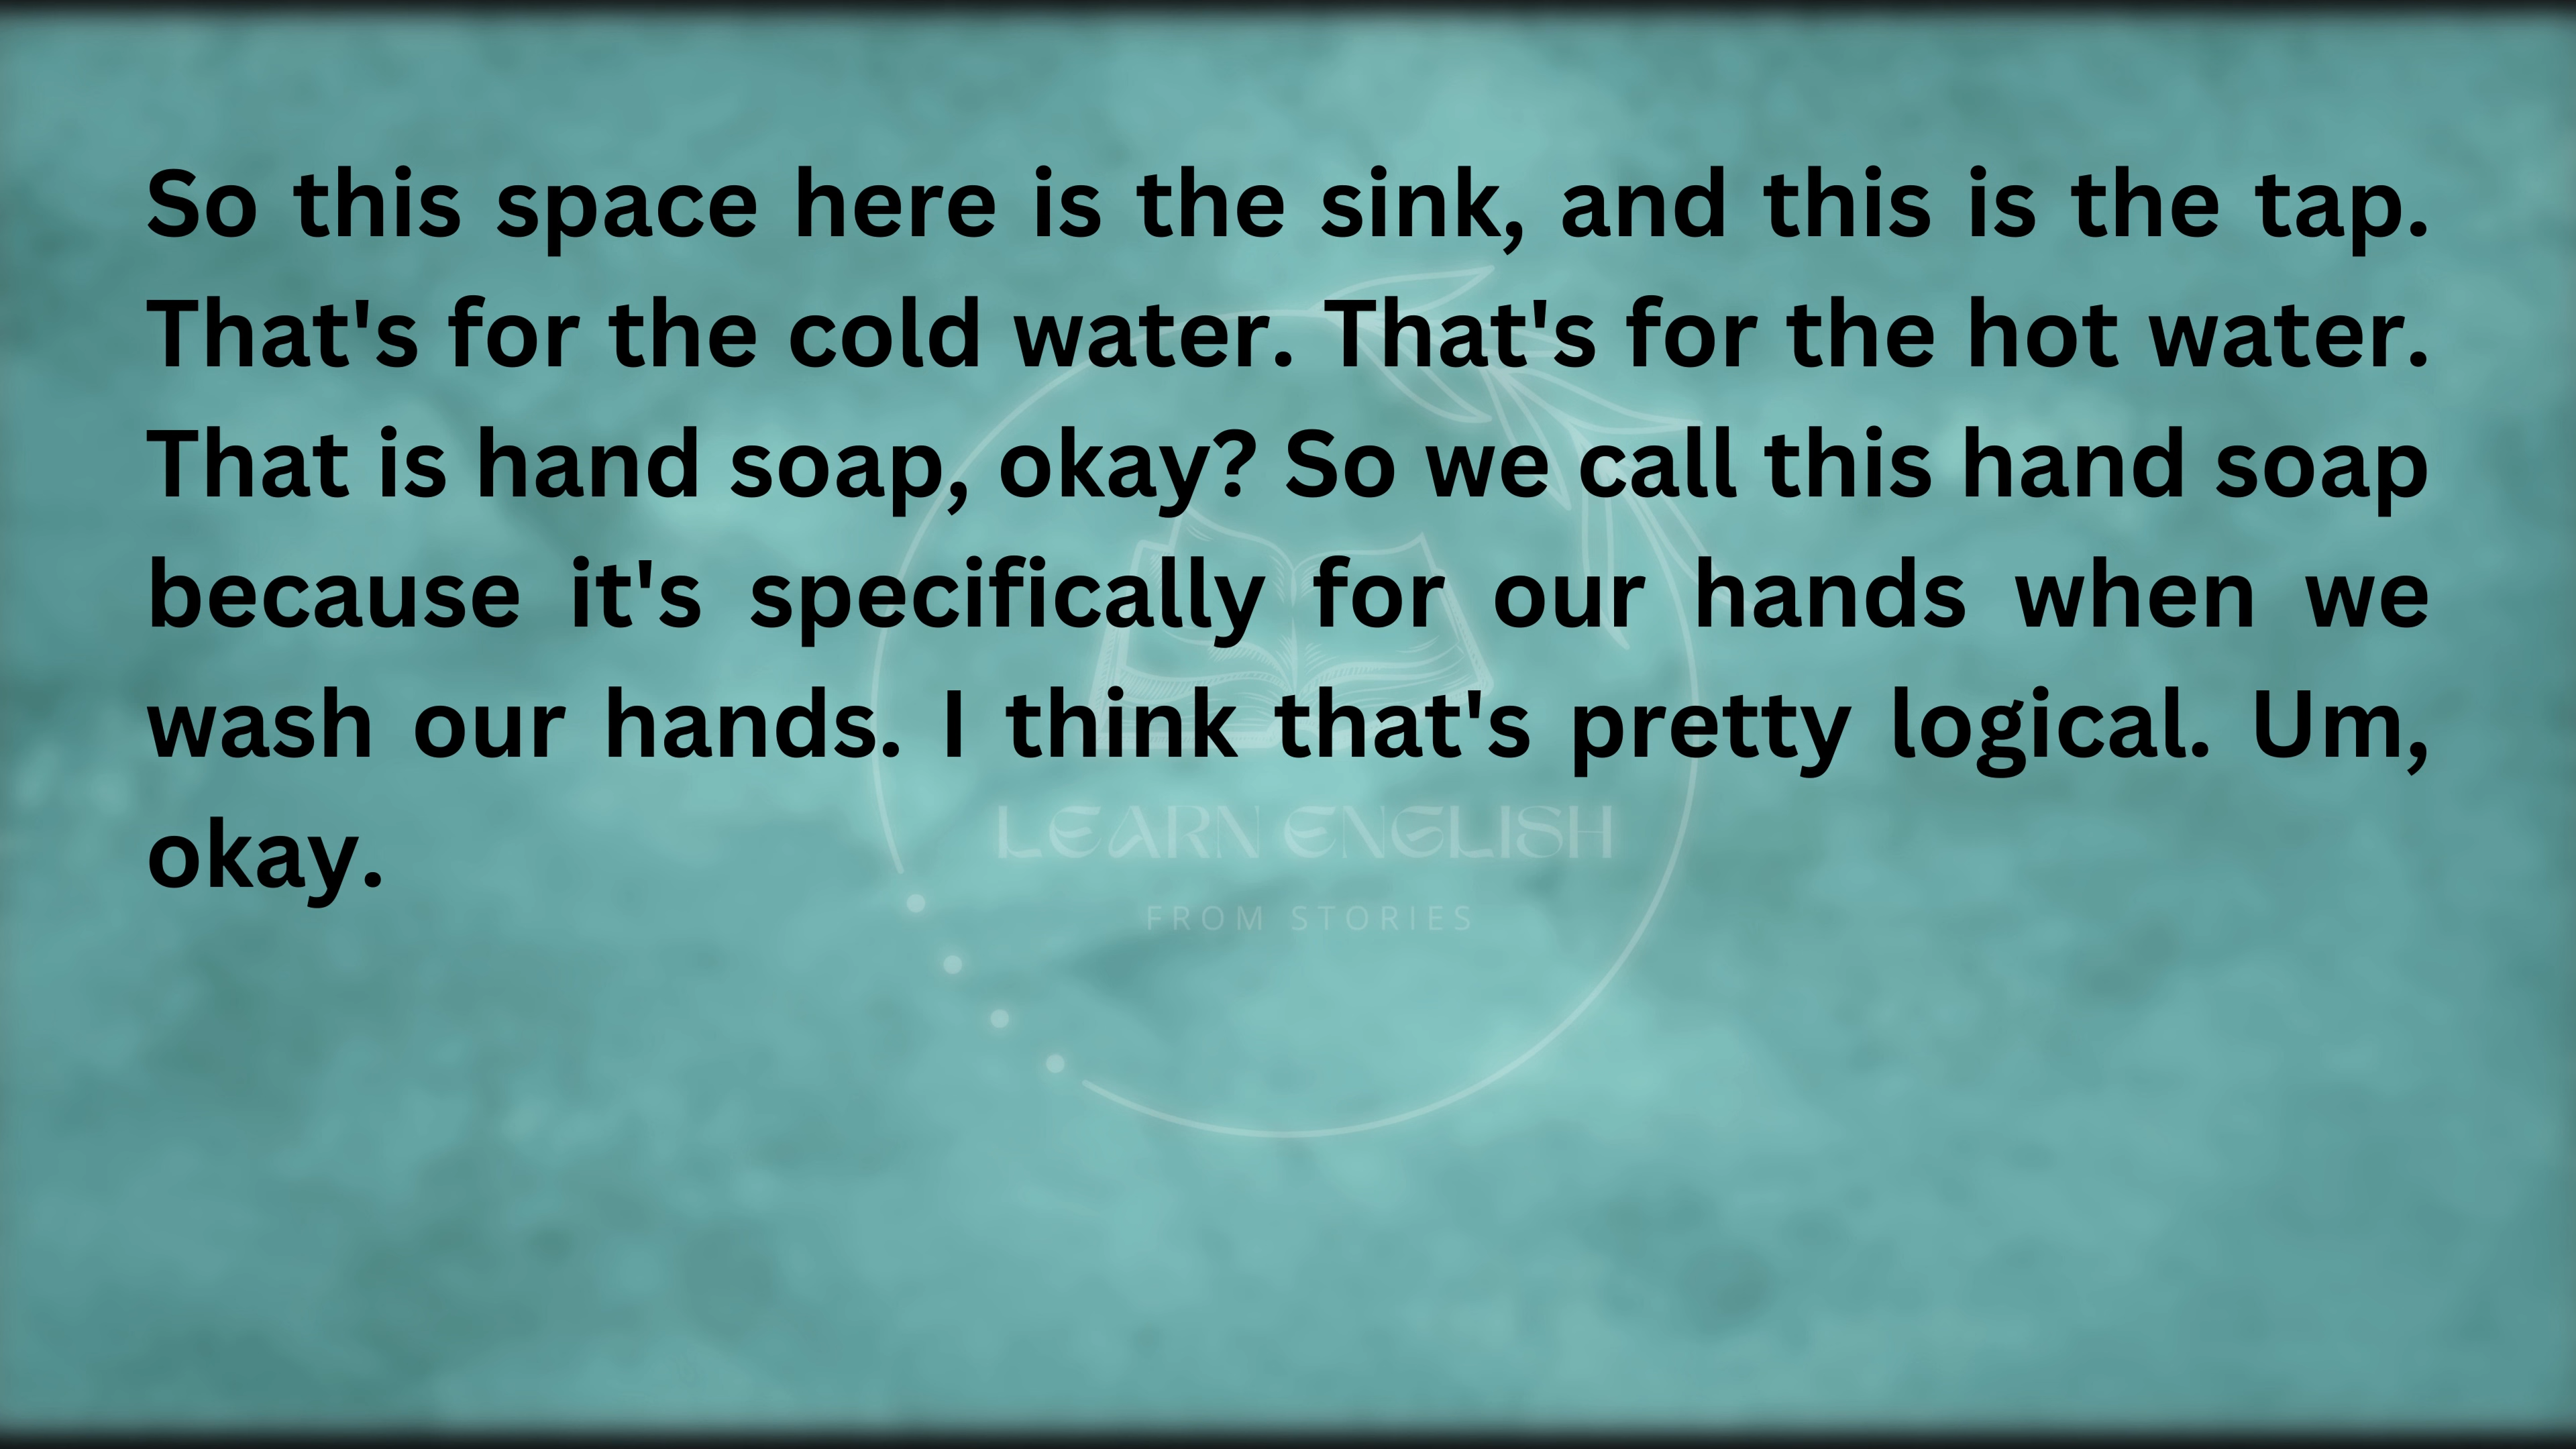 So this space here is the sink, and this is the tap.
That's for the cold water. That's for the hot water.
That is hand soap, okay? So we call this hand soap
because it's specifically for our hands when we
wash our hands. I think that's pretty logical. Um,
okay.
LEARN ENGLISH
FROM STORIES